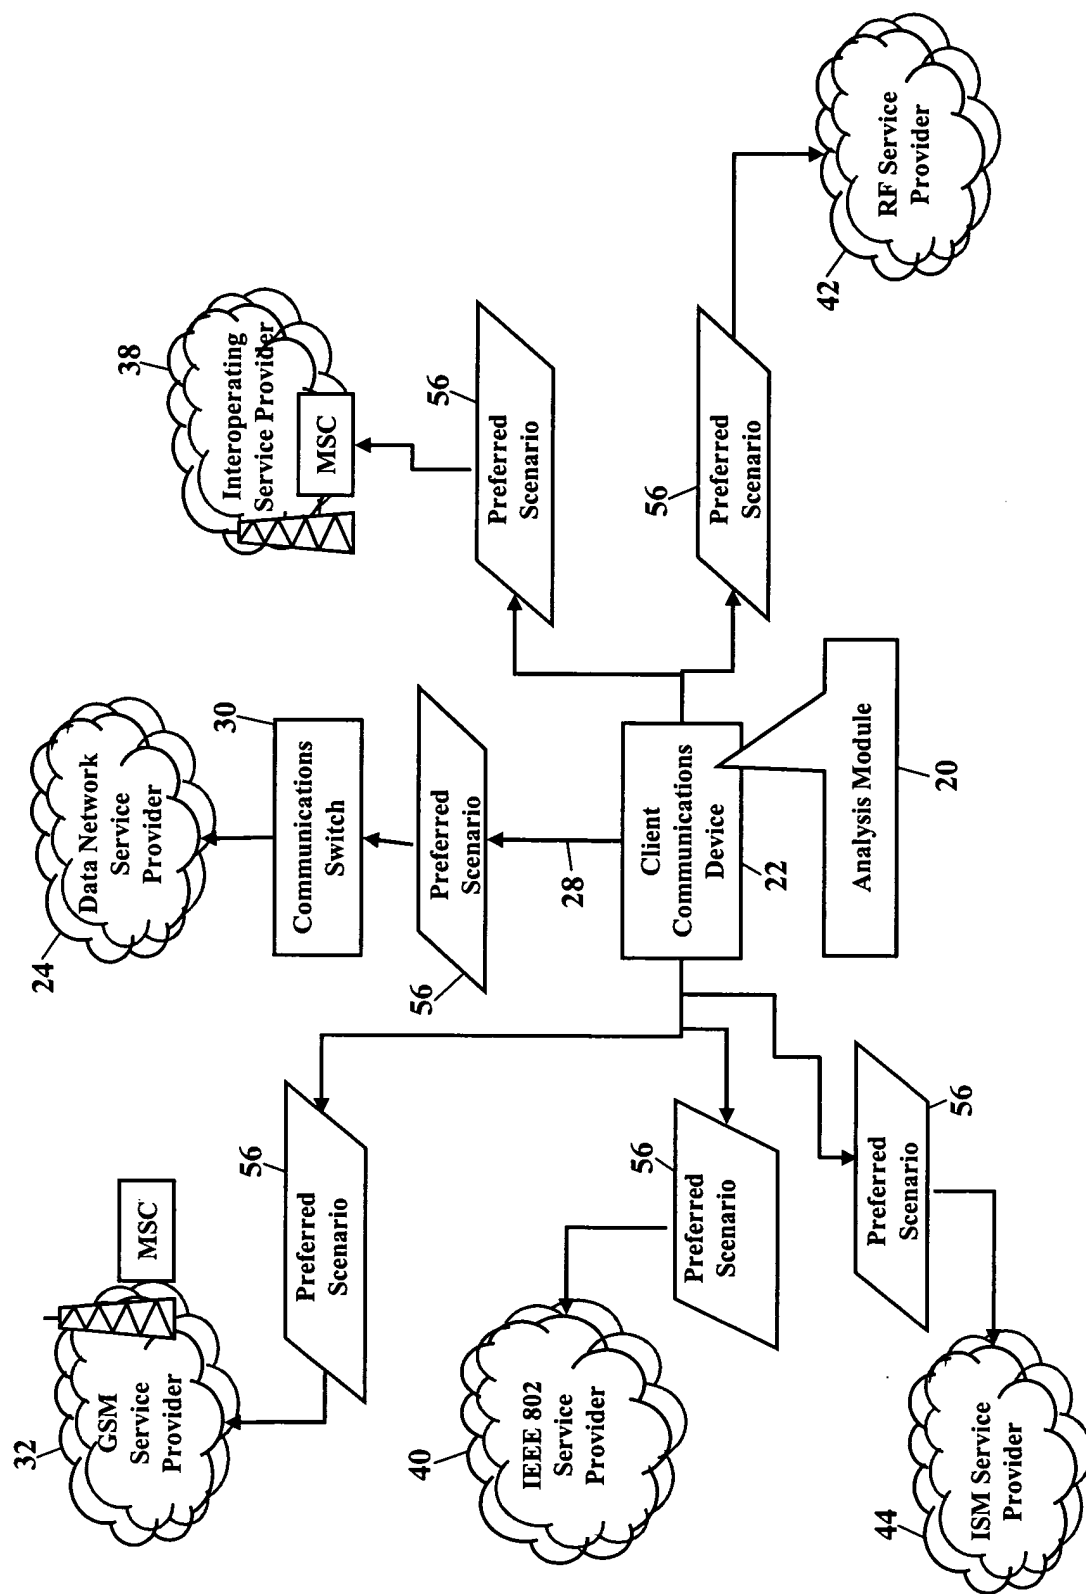 32
GSM
Service
Provider
MSC
56
Preferred
Scenario
24
Data Network
Service
Provider
30
Communications
Switch
56
Preferred
Scenario
28
38
Interoperating
Service Provider
MSC
56
Preferred
Scenario
40
IEEE 802
Service
Provider
56
Preferred
Scenario
Client
Communications
Device
22
56
Preferred
Scenario
42
RF Service
Provider
44
ISM Service
Provider
Preferred
Scenario
56
Analysis Module
20